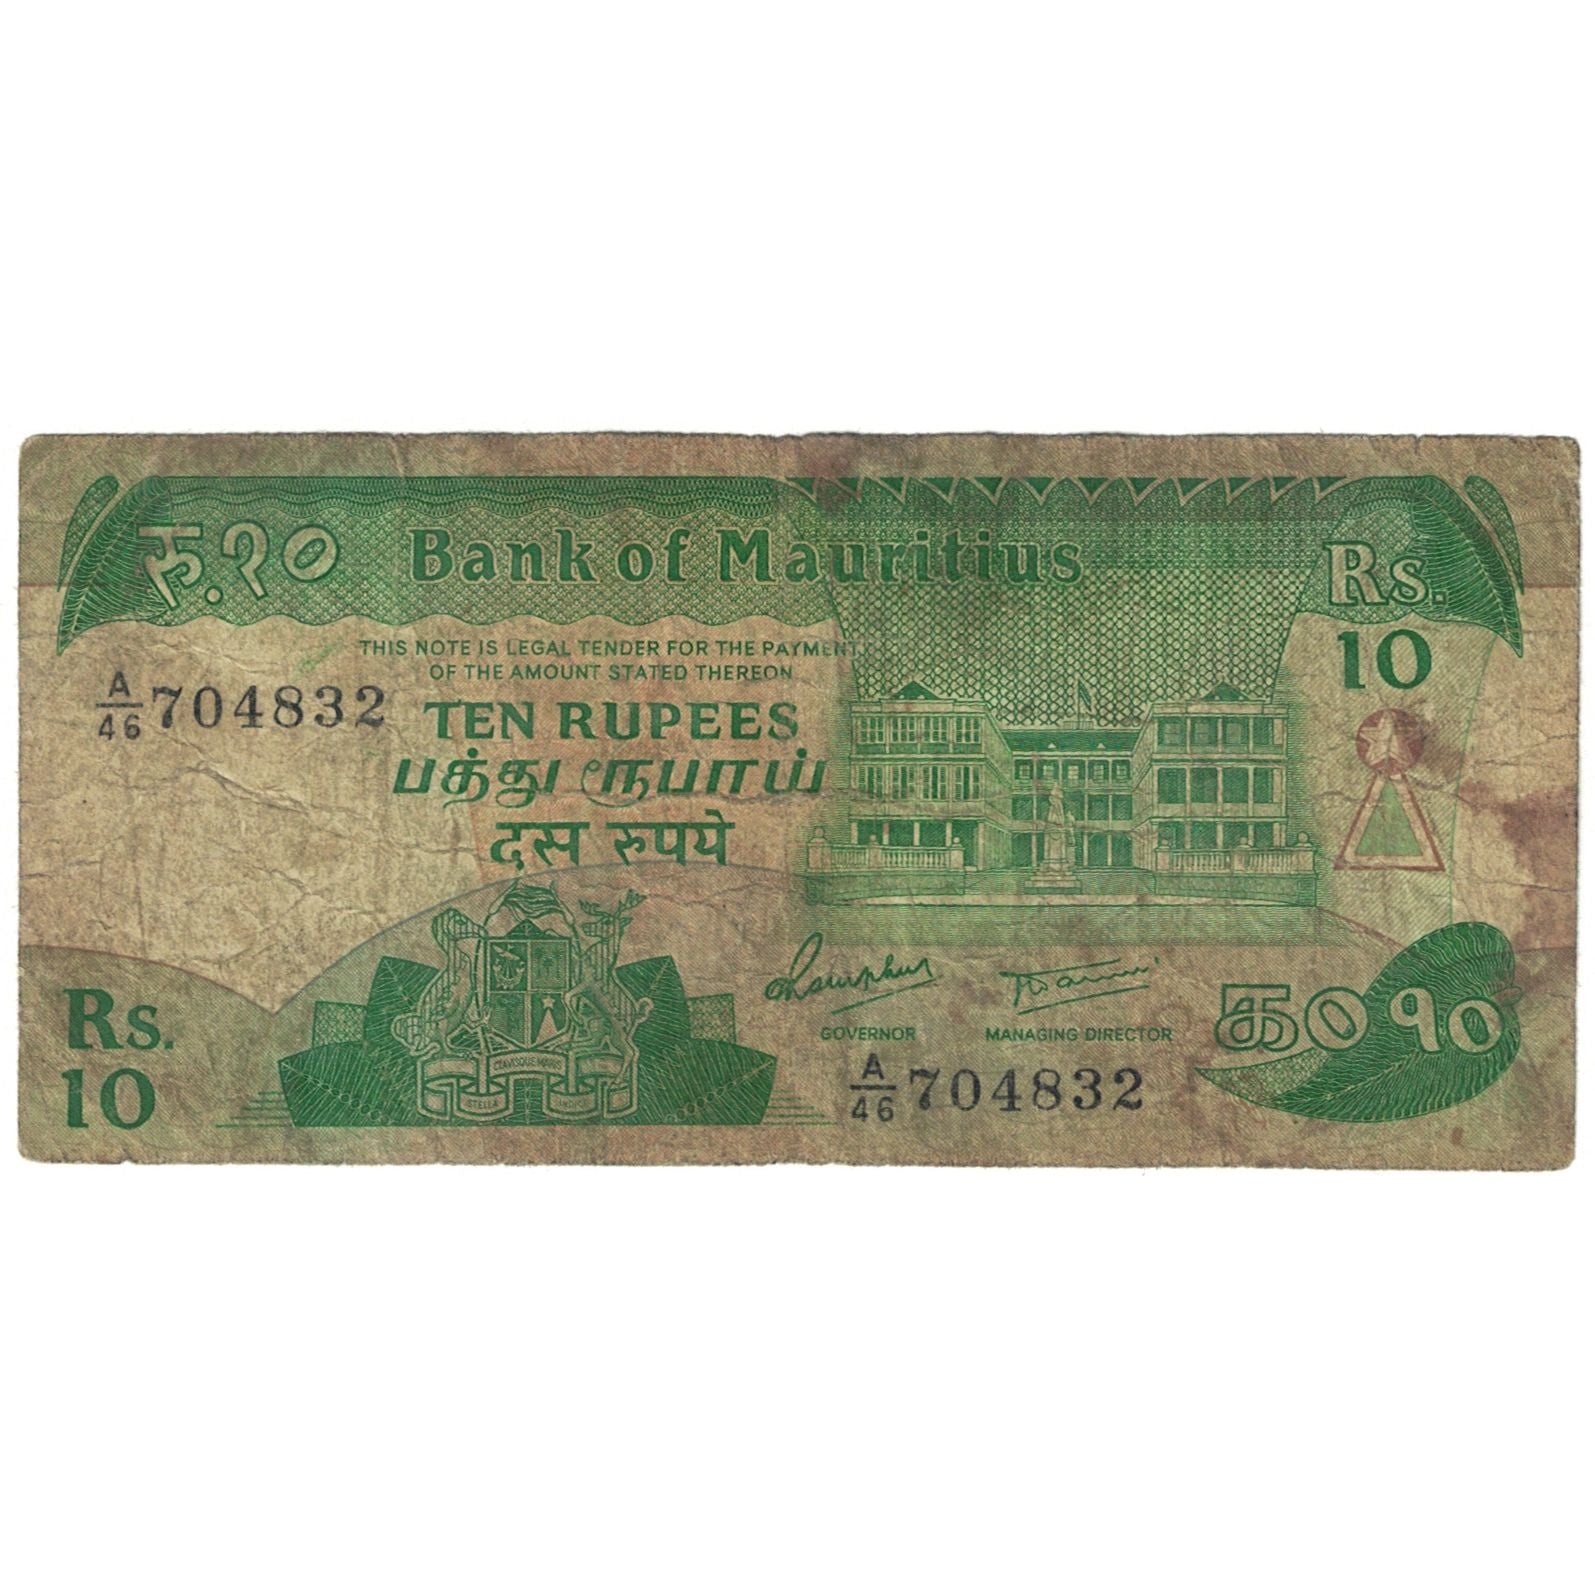 रु.१०
Bank of Mauritius
Rs.
10
THIS NOTE IS LEGAL TENDER FOR THE PAYMENT
OF THE AMOUNT STATED THEREON
A/46 704832
TEN RUPEES
பத்து ரூபாய்
दस रुपये
GOVERNOR
MANAGING DIRECTOR
Rs.
10
STELLA
A/46 704832